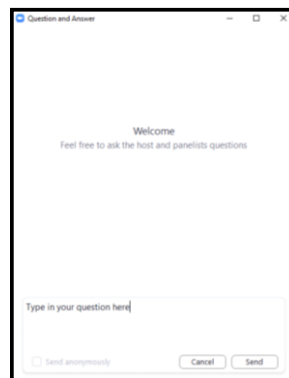 Question and Answer
Welcome
Feel free to ask the host and panelists questions
Type in your question here
Send anonymously
Cancel
Send